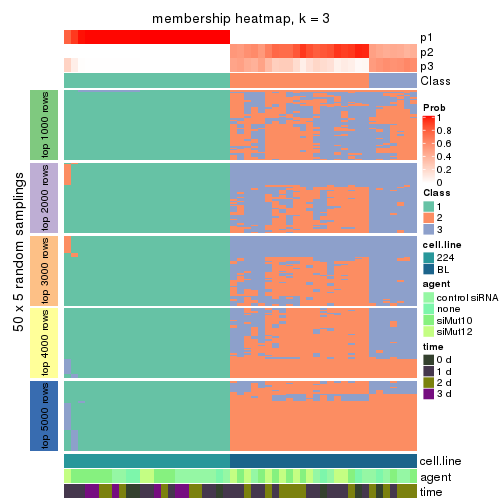 membership heatmap, k = 3
p1
p2
p3
Class
50 x 5 random samplings
top 1000 rows
top 2000 rows
top 3000 rows
top 4000 rows
top 5000 rows
cell.line
agent
time
Prob
1
0.8
0.6
0.4
0.2
0
Class
1
2
3
cell.line
224
BL
agent
control siRNA
none
siMut10
siMut12
time
0 d
1 d
2 d
3 d